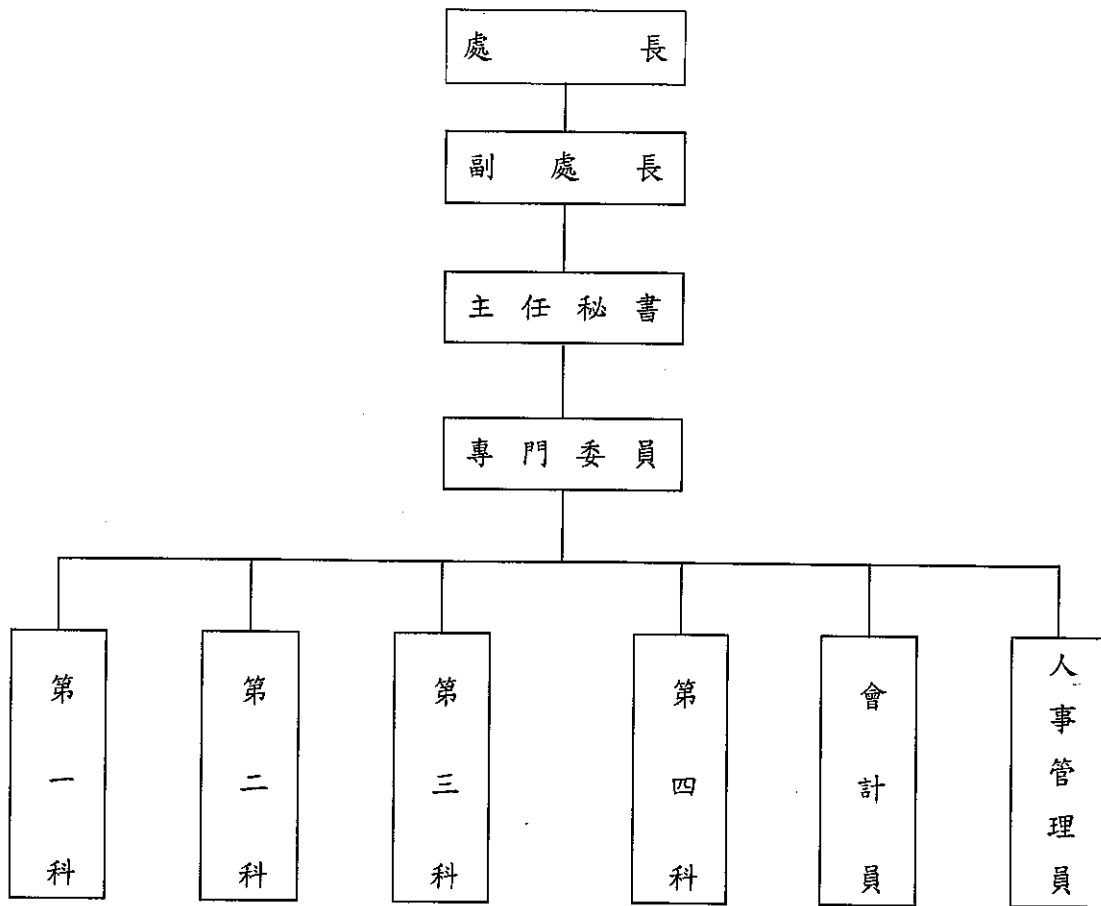 處長
副處長
主任秘書
專門委員
第一科
第二科
第三科
第四科
會計員
人事管理員